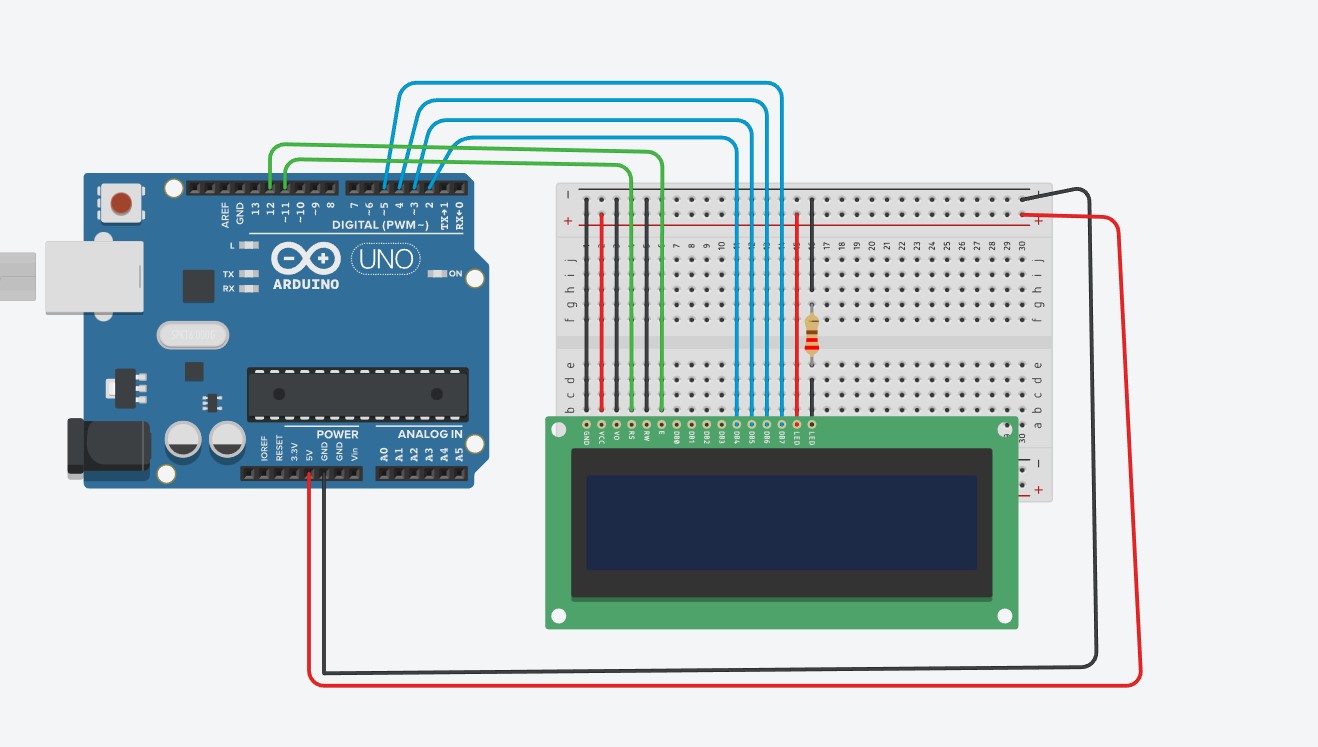 AREF
GND
13
12
~11
~10
~9
8
7
~6
~5
4
~3
2
TX→1
RX←0
DIGITAL (PWM~)
L
TX
RX
UNO
ARDUINO
ON
POWER
ANALOG IN
IOREF
RESET
3.3V
5V
GND
GND
Vin
A0
A1
A2
A3
A4
A5
− −
+ +
7 8 9 10 17 18 19 20 21 22 23 24 25 26 27 28 29 30
j j
i i
h h
g g
f f
e e
d d
c c
b b
a
30
−
+
GND VCC VO RS RW E DB0 DB1 DB2 DB3 DB4 DB5 DB6 DB7 LED LED